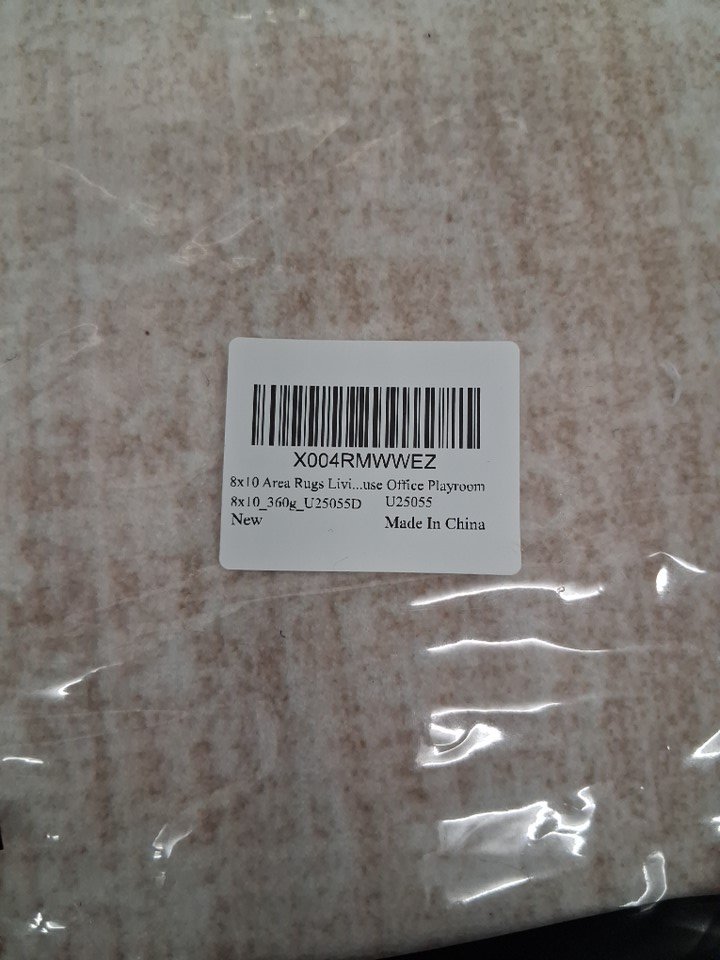 X004RMWWEZ
8x10 Area Rugs Livi...use Office Playroom
8x10_360g_U25055D U25055
New Made In China